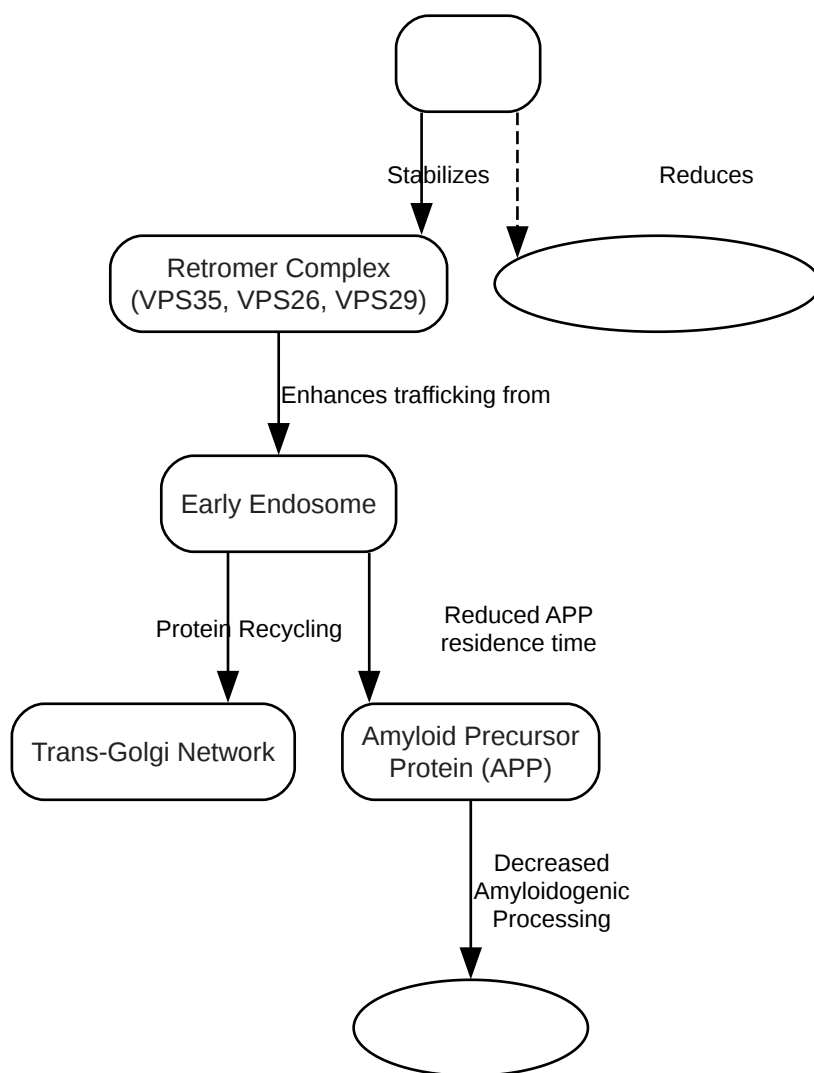 Stabilizes
Reduces
Retromer Complex
(VPS35, VPS26, VPS29)
Enhances trafficking from
Early Endosome
Protein Recycling
Reduced APP
residence time
Trans-Golgi Network
Amyloid Precursor
Protein (APP)
Decreased
Amyloidogenic
Processing